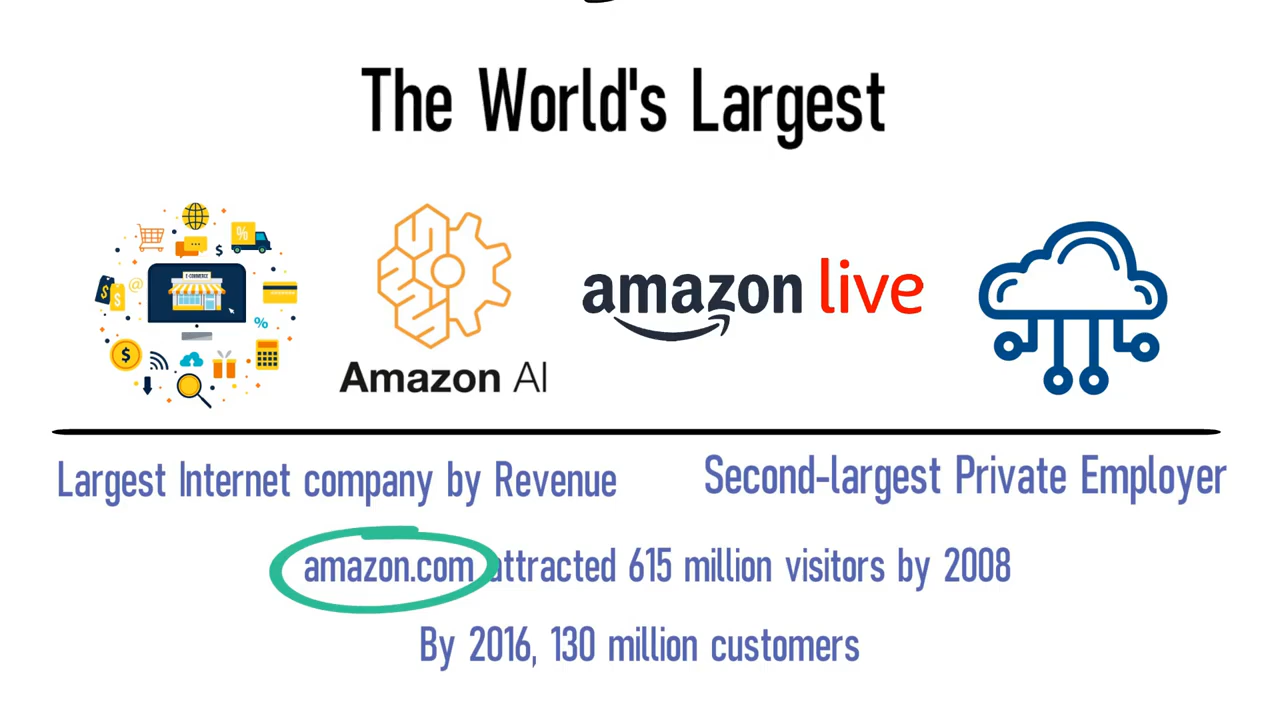 The World's Largest
E-COMMERCE
%
$
@
$
%
$
Amazon AI
amazon live
Largest Internet company by Revenue
Second-largest Private Employer
amazon.com attracted 615 million visitors by 2008
By 2016, 130 million customers